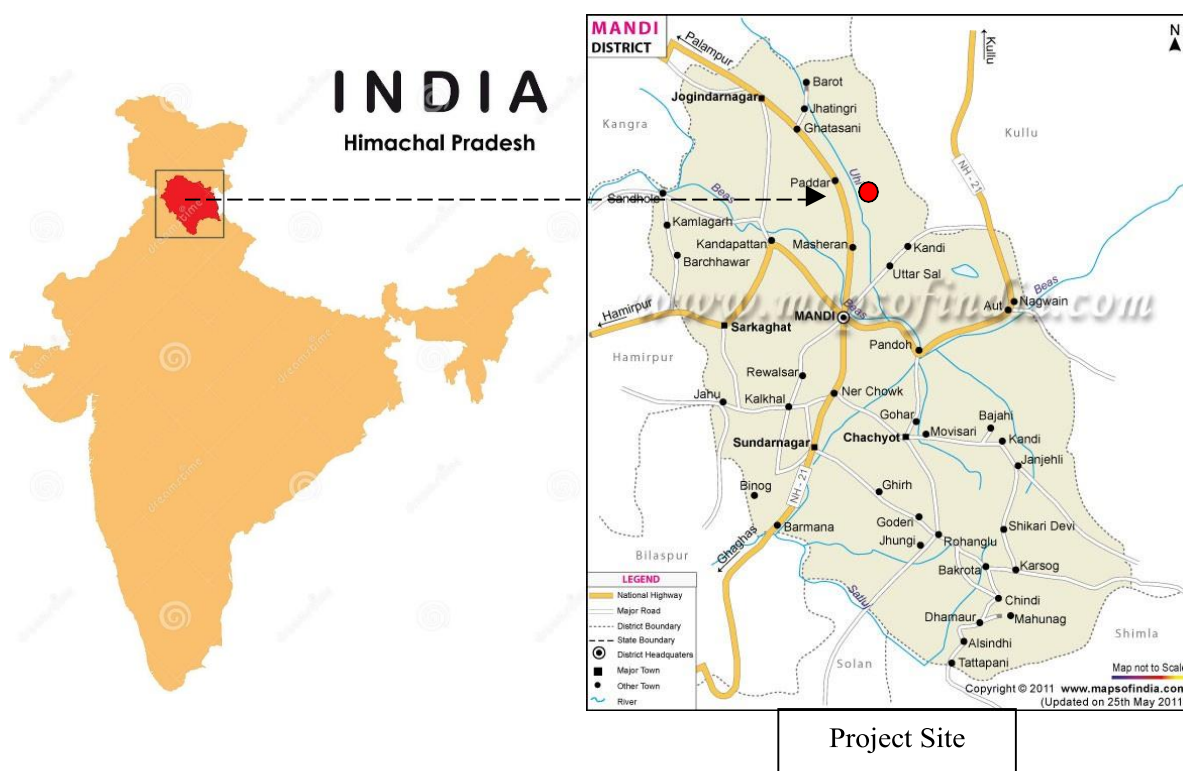 INDIA
Himachal Pradesh
dreamstime
MANDI
DISTRICT
N
Palampur
Kullu
Barot
Jogindarnagar
Jhatingri
Ghatasani
Kangra
Kullu
NH - 21
Uhl
Paddar
Beas
Sandhole
Kamlagarh
Kandapattan
Masheran
Kandi
Barchhawar
Uttar Sal
Beas
Nagwain
Aut
www.mapsofindia.com
Hamirpur
MANDI
Beas
Sarkaghat
Pandoh
Hamirpur
Rewalsar
Ner Chowk
Jahu
Kalkhal
Gohar
Bajahi
Movisari
Sundarnagar
Chachyot
Kandi
Janjehli
NH - 21
Binog
Ghirh
Goderi
Shikari Devi
Barmana
Jhungi
Rohanglu
Ghaghas
Bilaspur
Bakrota
Karsog
Satluj
Chindi
Dhamaur
Mahunag
Shimla
Alsindhi
Solan
Tattapani
LEGEND
National Highway
Major Road
District Boundary
State Boundary
District Headquaters
Major Town
Other Town
River
Map not to Scale
Copyright © 2011 www.mapsofindia.com
(Updated on 25th May 2011
Project Site